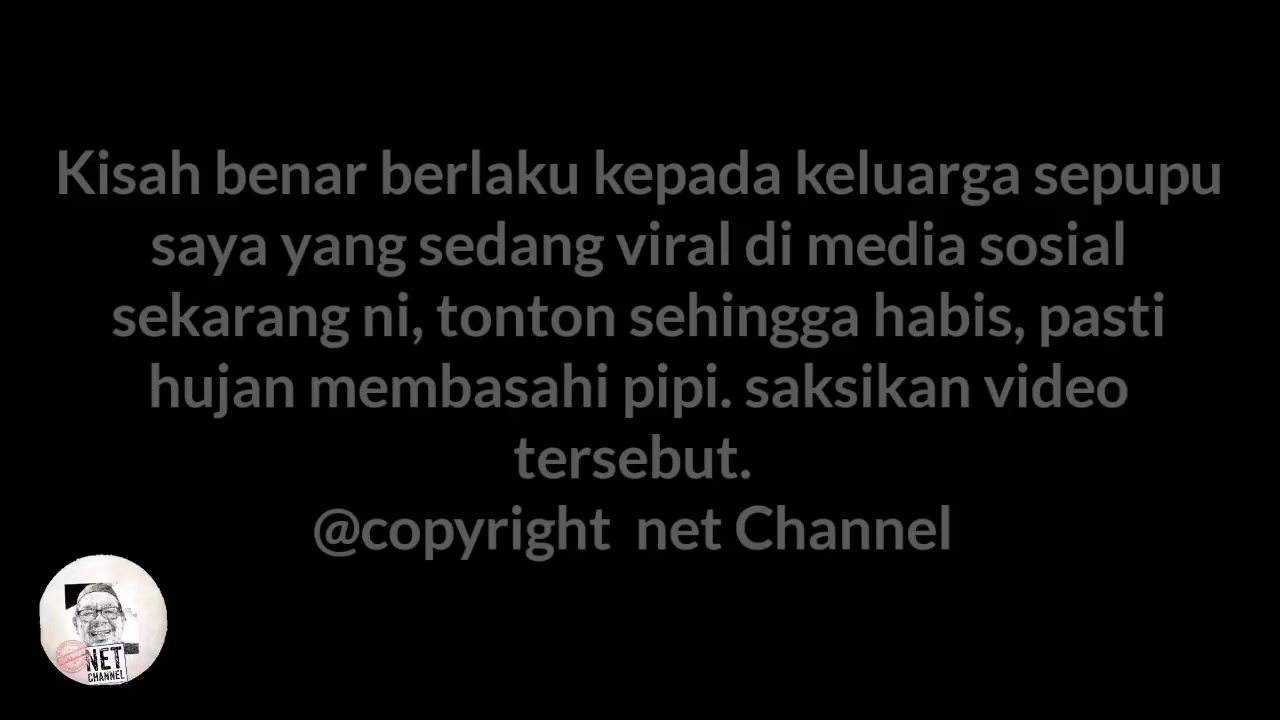 Kisah benar berlaku kepada keluarga sepupu
saya yang sedang viral di media sosial
sekarang ni, tonton sehingga habis, pasti
hujan membasahi pipi. saksikan video
tersebut.
@copyright net Channel
NET
CHANNEL